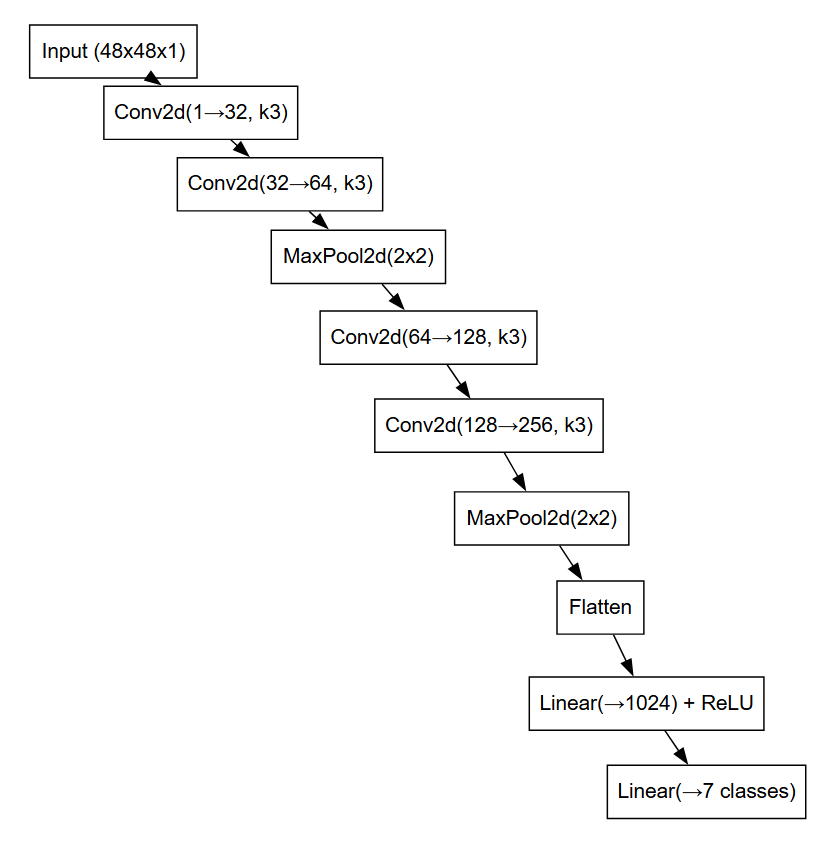 Input (48x48x1)
Conv2d(1→32, k3)
Conv2d(32→64, k3)
MaxPool2d(2x2)
Conv2d(64→128, k3)
Conv2d(128→256, k3)
MaxPool2d(2x2)
Flatten
Linear(→1024) + ReLU
Linear(→7 classes)